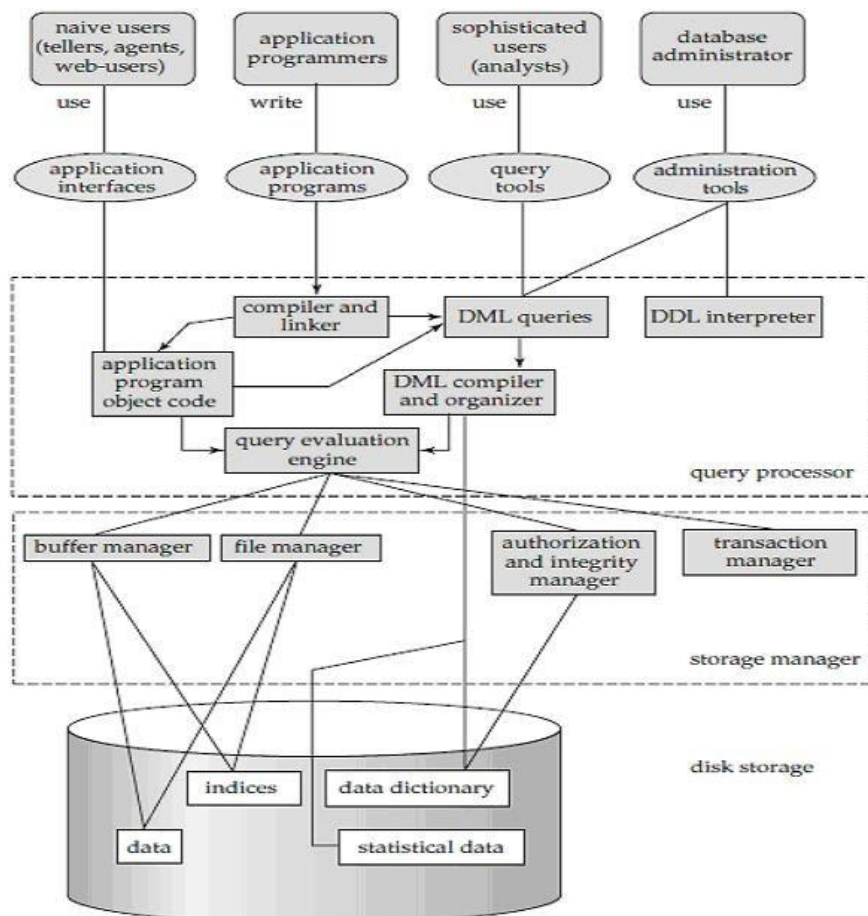 naive users
(tellers, agents,
web-users)
application
programmers
sophisticated
users
(analysts)
database
administrator
use
write
use
use
application
interfaces
application
programs
query
tools
administration
tools
compiler and
linker
DML queries
DDL interpreter
application
program
object code
DML compiler
and organizer
query evaluation
engine
query processor
buffer manager
file manager
authorization
and integrity
manager
transaction
manager
storage manager
disk storage
indices
data dictionary
data
statistical data